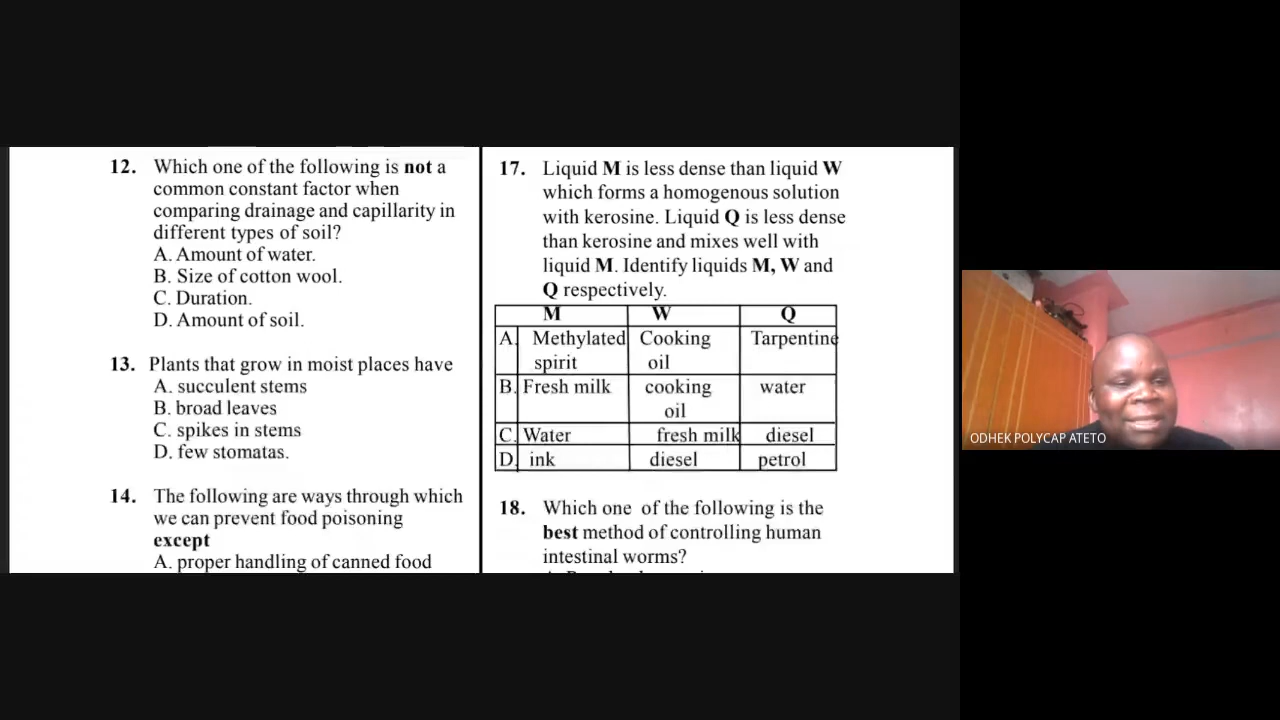 12. Which one of the following is not a
common constant factor when
comparing drainage and capillarity in
different types of soil?
A. Amount of water.
B. Size of cotton wool.
C. Duration.
D. Amount of soil.
13. Plants that grow in moist places have
A. succulent stems
B. broad leaves
C. spikes in stems
D. few stomatas.
14. The following are ways through which
we can prevent food poisoning
except
A. proper handling of canned food
17. Liquid M is less dense than liquid W
which forms a homogenous solution
with kerosine. Liquid Q is less dense
than kerosine and mixes well with
liquid M. Identify liquids M, W and
Q respectively.
M W Q
A. Methylated Cooking Tarpentine
spirit oil
B. Fresh milk cooking water
oil
C. Water fresh milk diesel
D. ink diesel petrol
18. Which one of the following is the
best method of controlling human
intestinal worms?
ODHEK POLYCAP ATETO